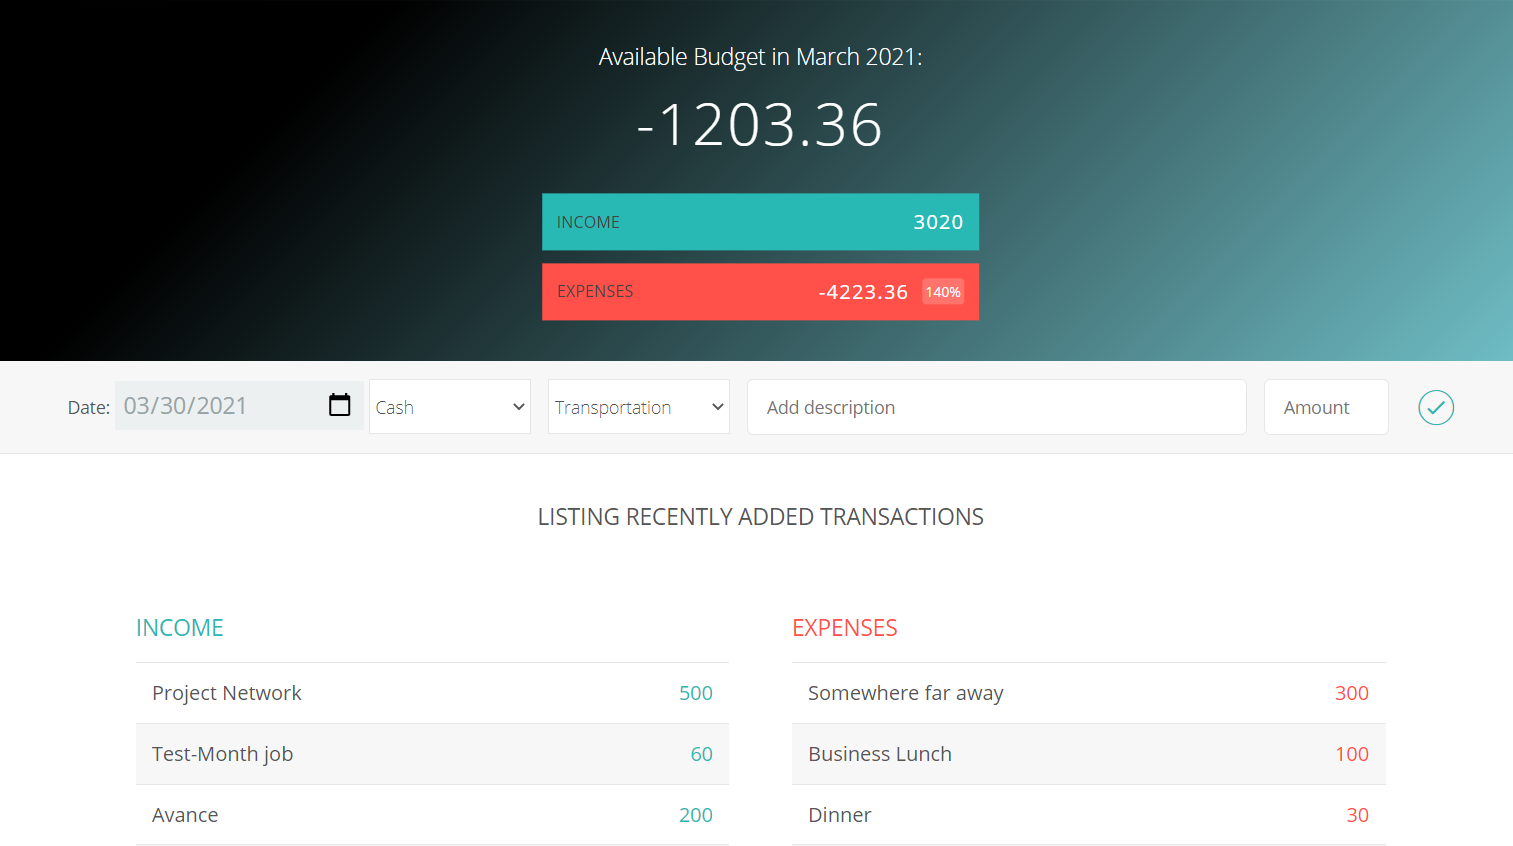 Available Budget in March 2021:
-1203.36
INCOME 3020
EXPENSES -4223.36 140%
Date: 03/30/2021 Cash Transportation Add description Amount
LISTING RECENTLY ADDED TRANSACTIONS
INCOME
Project Network 500
Test-Month job 60
Avance 200
EXPENSES
Somewhere far away 300
Business Lunch 100
Dinner 30